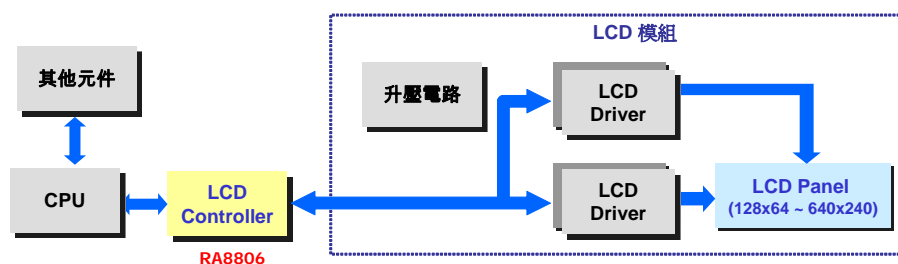 LCD 模組
其他元件
升壓電路
LCD
Driver
CPU
LCD
Controller
RA8806
LCD
Driver
LCD Panel
(128x64 ~ 640x240)